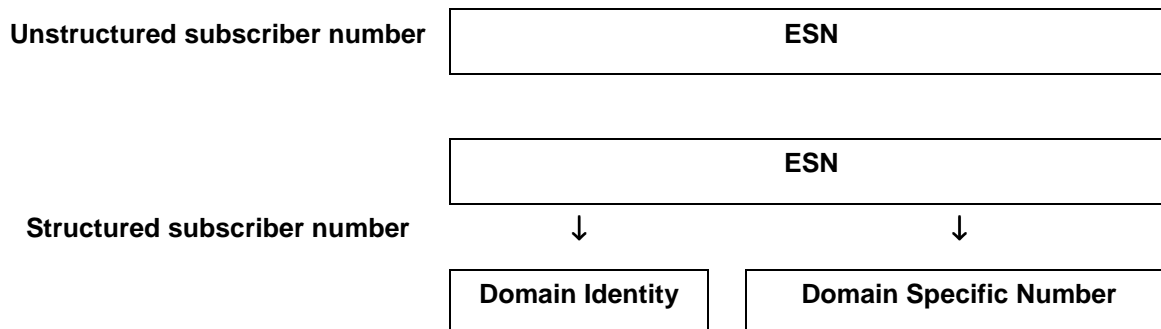 Unstructured subscriber number ESN
ESN
Structured subscriber number ↓ ↓
Domain Identity Domain Specific Number